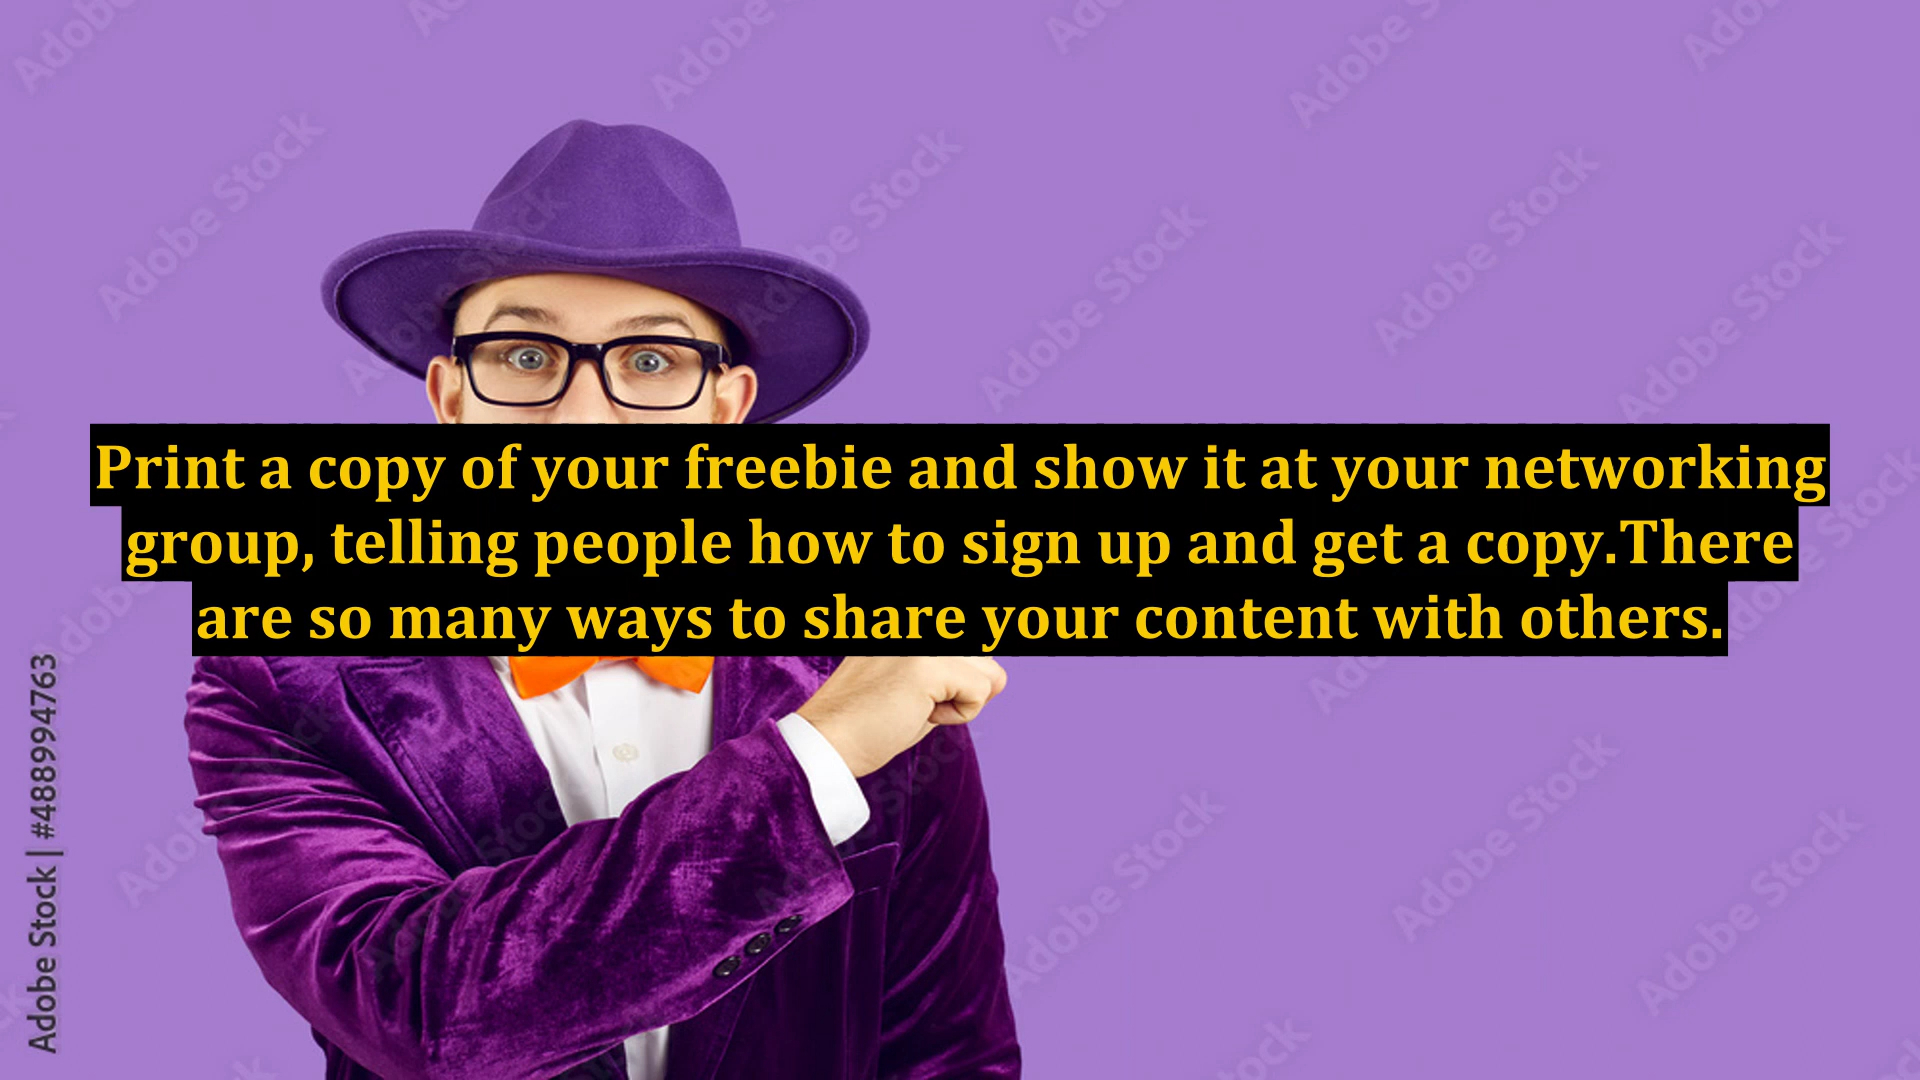 Print a copy of your freebie and show it at your networking
group, telling people how to sign up and get a copy.There
are so many ways to share your content with others.
Adobe Stock | #488994763
Adobe Stock